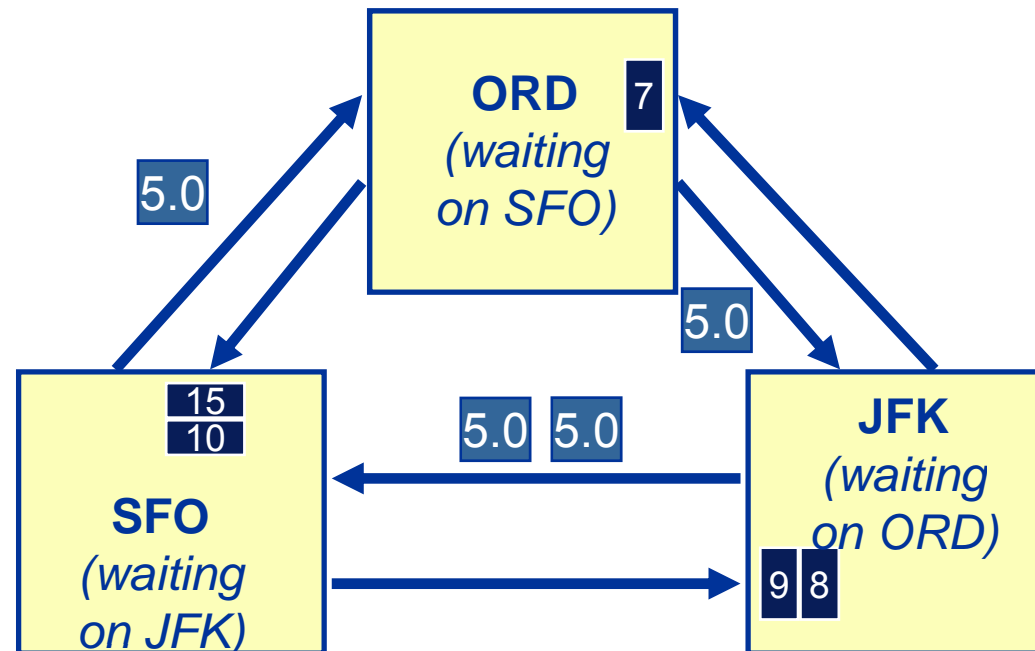 ORD
(waiting
on SFO)
7
5.0
5.0
15
10
SFO
(waiting
on JFK)
5.0 5.0
JFK
(waiting
on ORD)
9 8